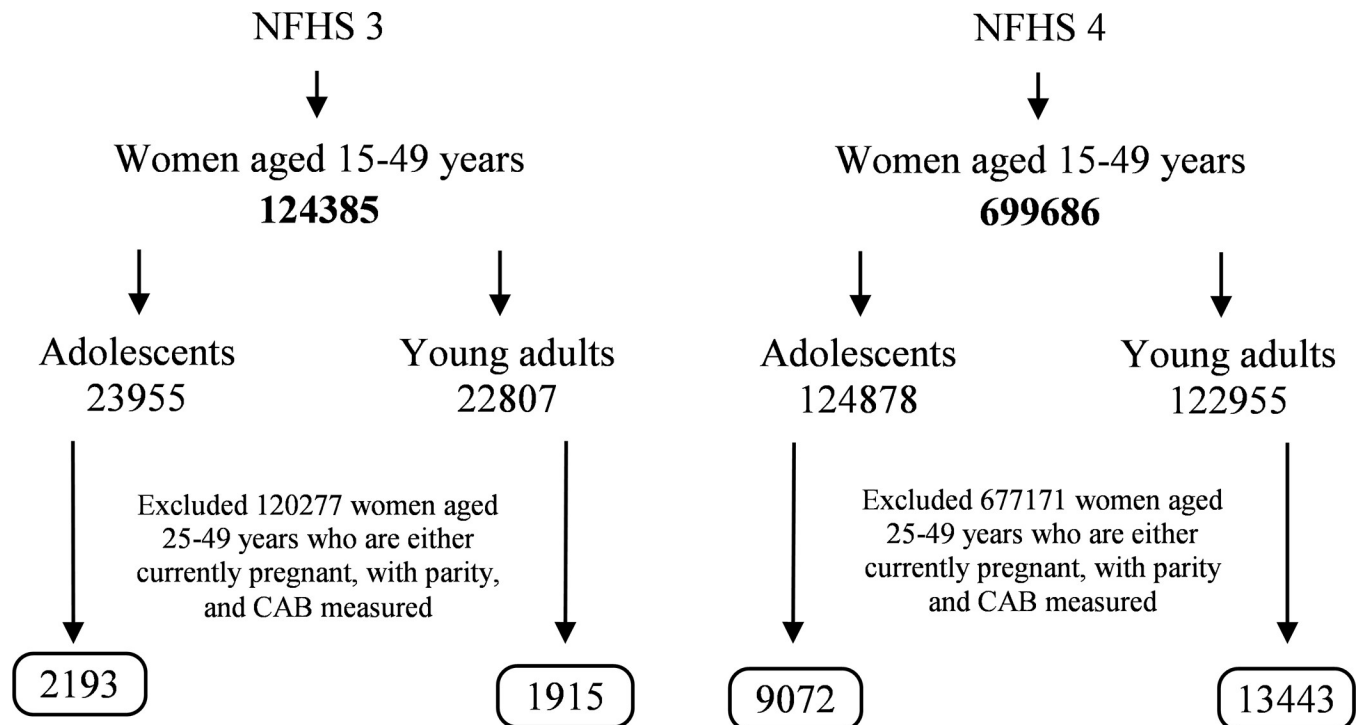 NFHS 3
Women aged 15-49 years
124385
Adolescents
23955
Young adults
22807
Excluded 120277 women aged
25-49 years who are either
currently pregnant, with parity,
and CAB measured
2193
1915
NFHS 4
Women aged 15-49 years
699686
Adolescents
124878
Young adults
122955
Excluded 677171 women aged
25-49 years who are either
currently pregnant, with parity
and CAB measured
9072
13443